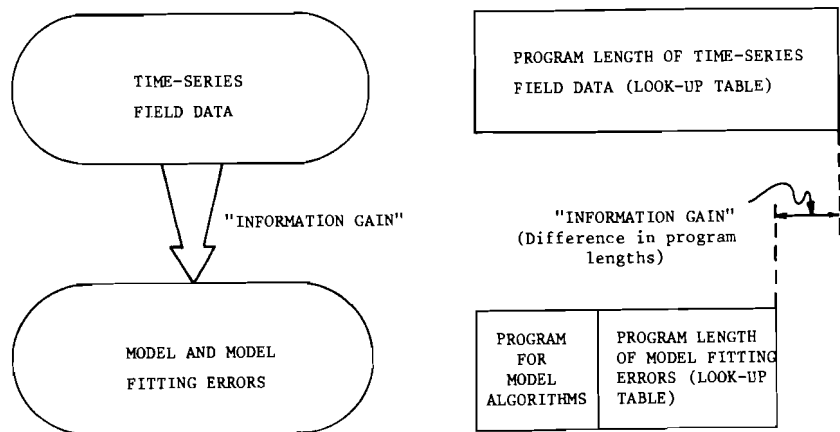 TIME-SERIES
FIELD DATA
"INFORMATION GAIN"
MODEL AND MODEL
FITTING ERRORS
PROGRAM LENGTH OF TIME-SERIES
FIELD DATA (LOOK-UP TABLE)
"INFORMATION GAIN"
(Difference in program
lengths)
PROGRAM
FOR
MODEL
ALGORITHMS
PROGRAM LENGTH
OF MODEL FITTING
ERRORS (LOOK-UP
TABLE)